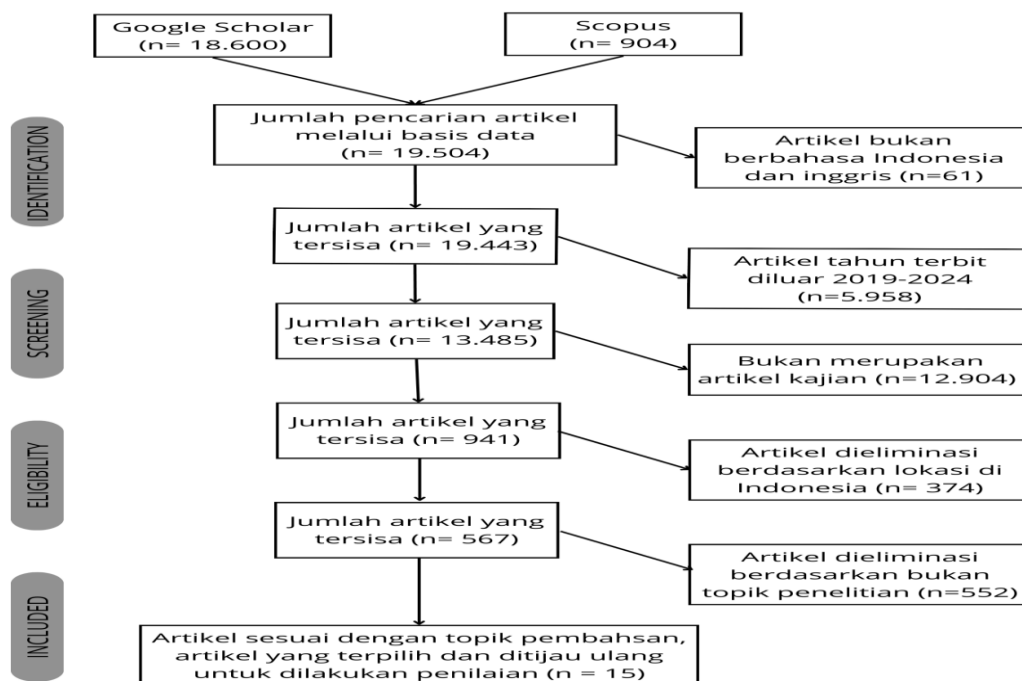 Google Scholar
(n= 18.600)
Scopus
(n= 904)
Jumlah pencarian artikel
melalui basis data
(n= 19.504)
Artikel bukan
berbahasa Indonesia
dan inggris (n=61)
IDENTIFICATION
Jumlah artikel yang
tersisa (n= 19.443)
Artikel tahun terbit
diluar 2019-2024
(n=5.958)
SCREENING
Jumlah artikel yang
tersisa (n= 13.485)
Bukan merupakan
artikel kajian (n=12.904)
Jumlah artikel yang
tersisa (n= 941)
Artikel dieliminasi
berdasarkan lokasi di
Indonesia (n= 374)
ELIGIBILITY
Jumlah artikel yang
tersisa (n= 567)
Artikel dieliminasi
berdasarkan bukan
topik penelitian (n=552)
INCLUDED
Artikel sesuai dengan topik pembahsan,
artikel yang terpilih dan ditijau ulang
untuk dilakukan penilaian (n = 15)